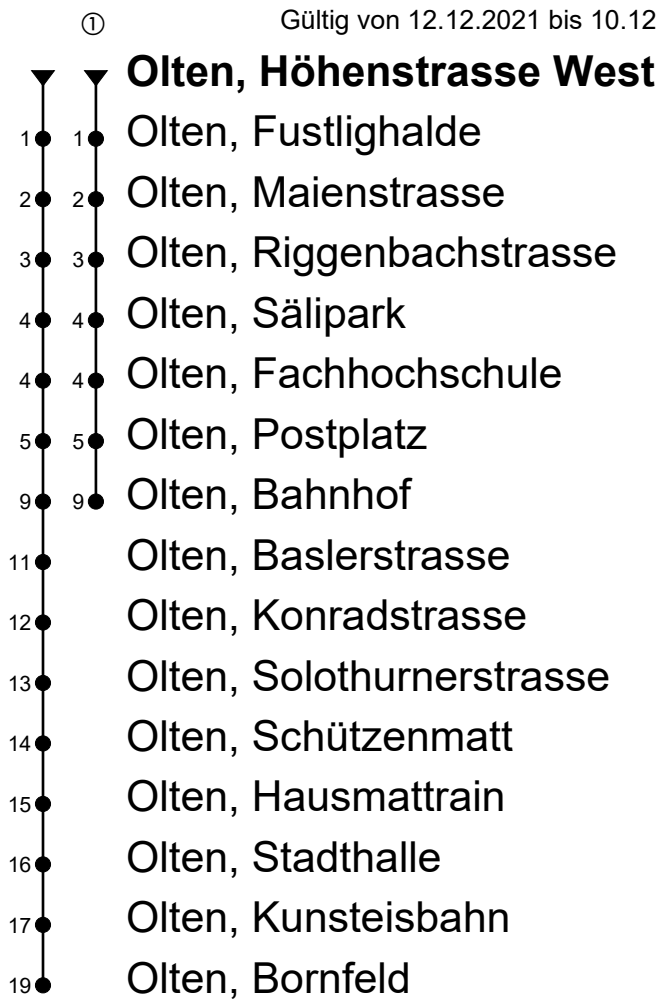 ① Gültig von 12.12.2021 bis 10.12
Olten, Höhenstrasse West
1 1 Olten, Fustlighalde
2 2 Olten, Maienstrasse
3 3 Olten, Riggenbachstrasse
4 4 Olten, Sälipark
4 4 Olten, Fachhochschule
5 5 Olten, Postplatz
9 9 Olten, Bahnhof
11 Olten, Baslerstrasse
12 Olten, Konradstrasse
13 Olten, Solothurnerstrasse
14 Olten, Schützenmatt
15 Olten, Hausmattrain
16 Olten, Stadthalle
17 Olten, Kunsteisbahn
19 Olten, Bornfeld